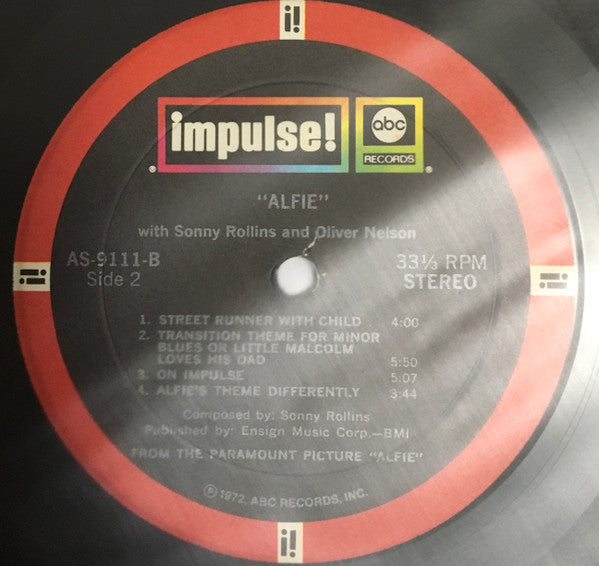 i!
impulse!
abc
RECORDS
®
®
"ALFIE"
with Sonny Rollins and Oliver Nelson
AS-9111-B
33⅓ RPM
Side 2
STEREO
i!
i!
1. STREET RUNNER WITH CHILD 4:00
2. TRANSITION THEME FOR MINOR
BLUES OR LITTLE MALCOLM
LOVES HIS DAD 5:50
3. ON IMPULSE 5:07
4. ALFIE'S THEME DIFFERENTLY 3:44
Composed by: Sonny Rollins
Published by: Ensign Music Corp.—BMI
FROM THE PARAMOUNT PICTURE "ALFIE"
℗ 1972, ABC RECORDS, INC.
i!